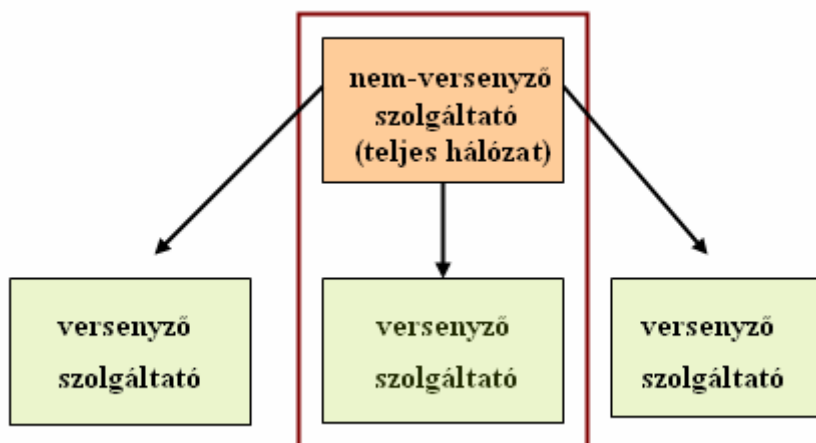 nem-versenyző
szolgáltató
(teljes hálózat)
versenyző
szolgáltató
versenyző
szolgáltató
versenyző
szolgáltató